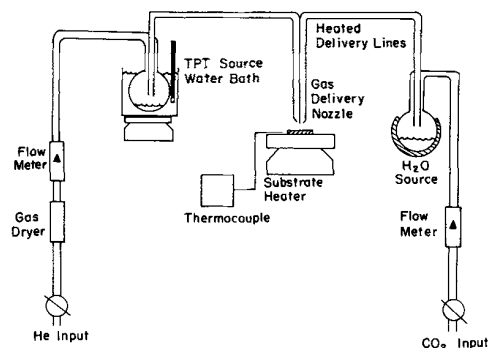 TPT Source
Water Bath
Heated
Delivery Lines
Gas
Delivery
Nozzle
Flow
Meter
H2O
Source
Substrate
Heater
Thermocouple
Gas
Dryer
Flow
Meter
He Input
CO2 Input